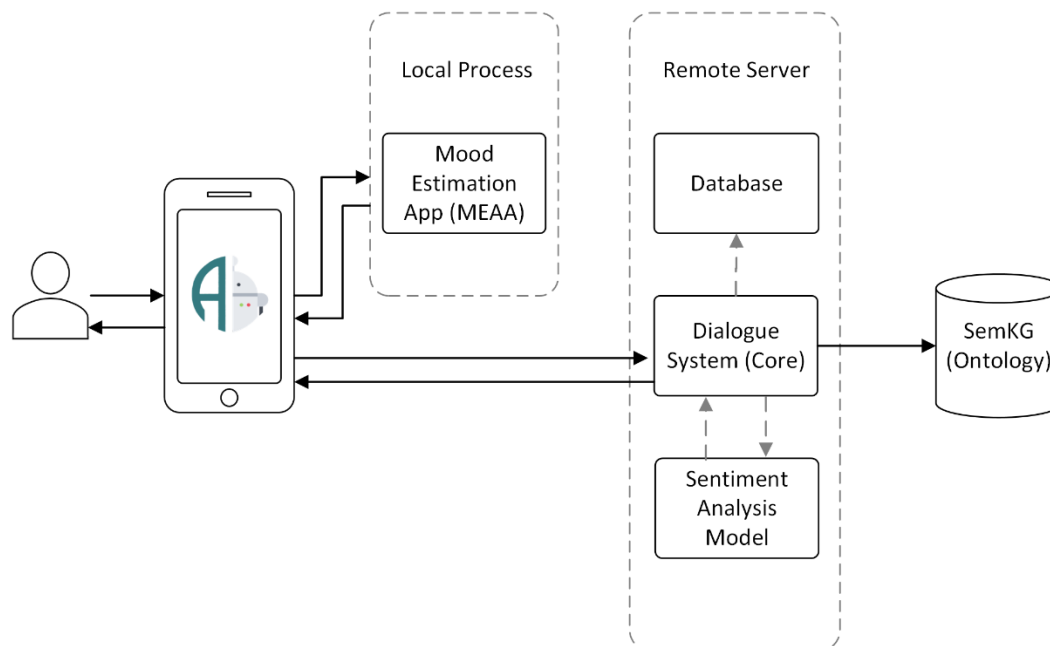 Local Process
Mood
Estimation
App (MEAA)
Remote Server
Database
Dialogue
System (Core)
Sentiment
Analysis
Model
SemKG
(Ontology)
A